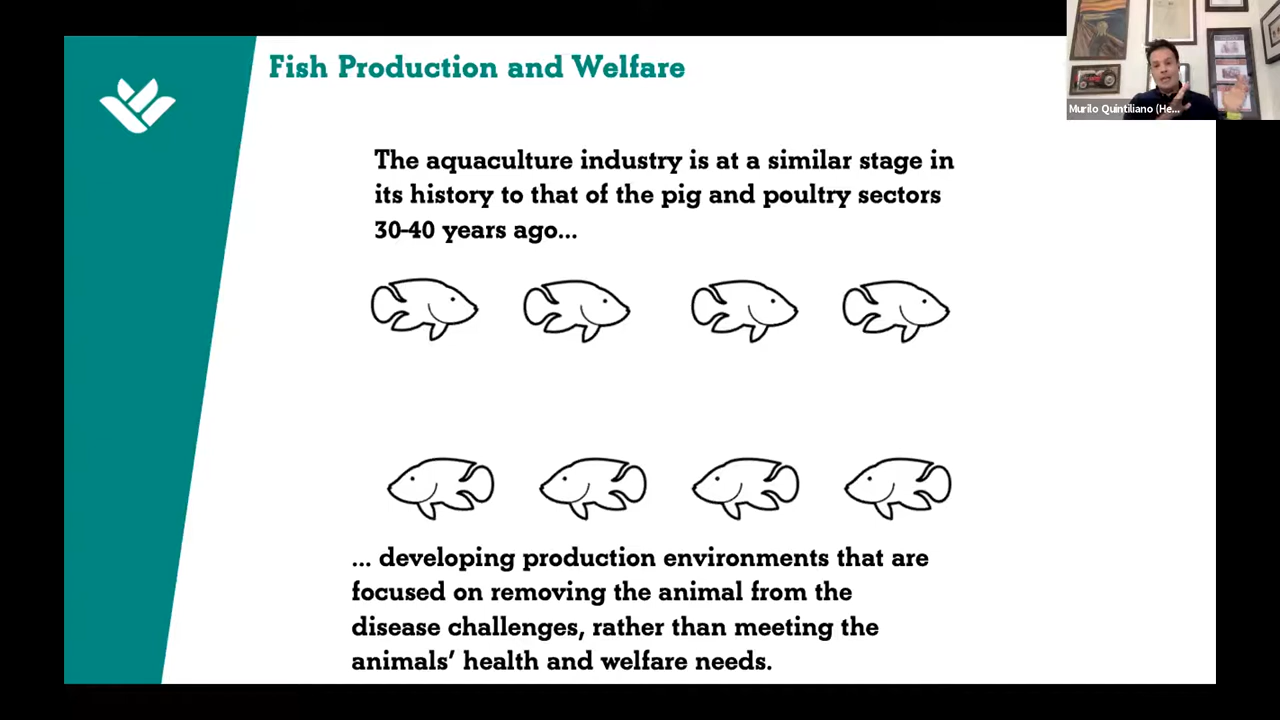 Fish Production and Welfare
Murilo Quintiliano (He...
The aquaculture industry is at a similar stage in
its history to that of the pig and poultry sectors
30-40 years ago...
... developing production environments that are
focused on removing the animal from the
disease challenges, rather than meeting the
animals’ health and welfare needs.